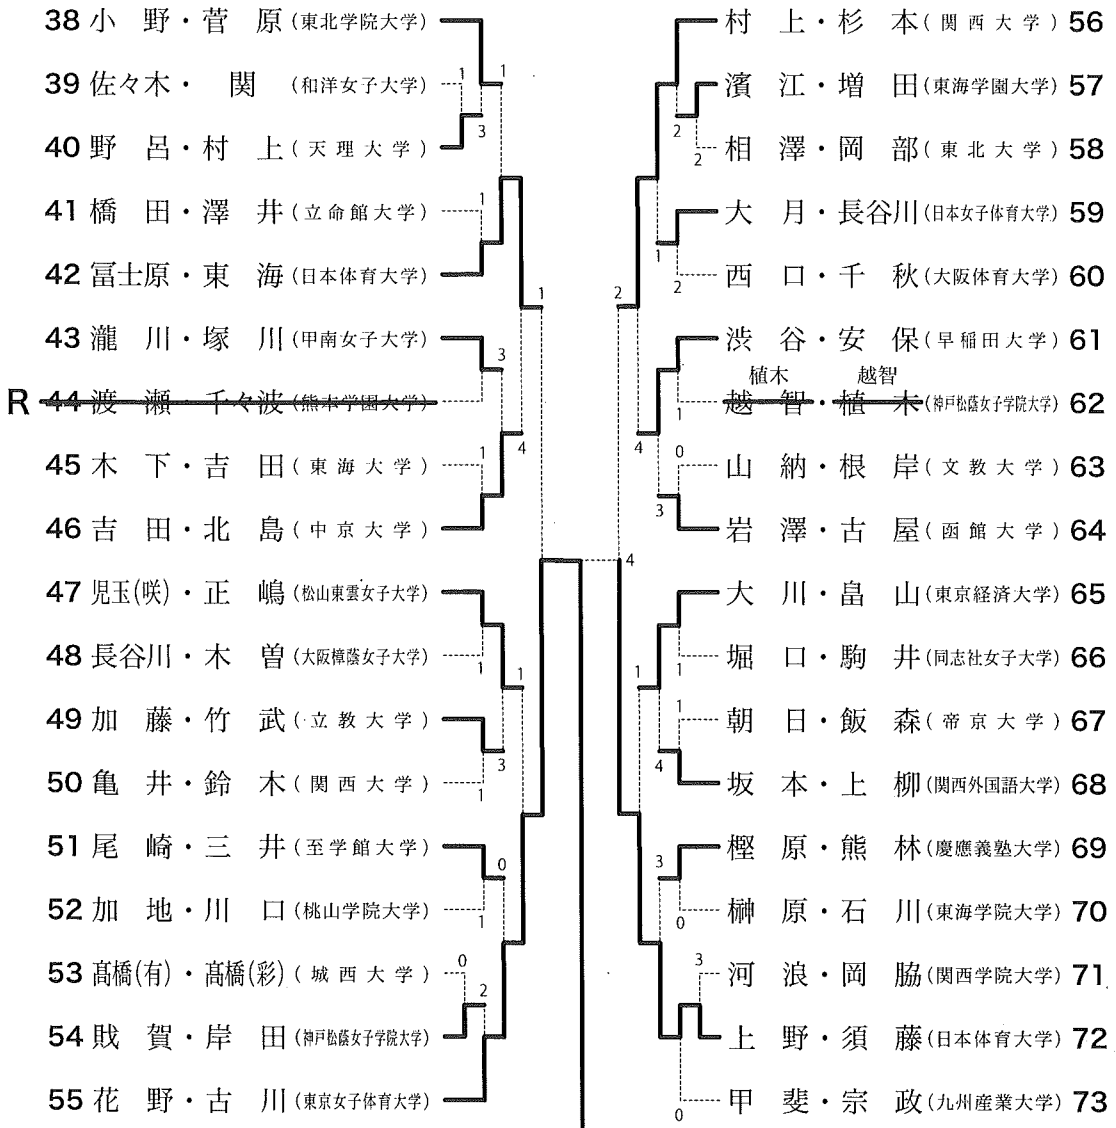 38 小野・菅原 (東北学院大学)
39 佐々木・関 (和洋女子大学)
40 野呂・村上 (天理大学)
41 橋田・澤井 (立命館大学)
42 冨士原・東海 (日本体育大学)
43 瀧川・塚川 (甲南女子大学)
R 44 渡瀬・千々波 (熊本学園大学)
45 木下・吉田 (東海大学)
46 吉田・北島 (中京大学)
47 児玉(咲)・正嶋 (松山東雲女子大学)
48 長谷川・木曽 (大阪樟蔭女子大学)
49 加藤・竹武 (立教大学)
50 亀井・鈴木 (関西大学)
51 尾崎・三井 (至学館大学)
52 加地・川口 (桃山学院大学)
53 髙橋(有)・髙橋(彩) (城西大学)
54 戝賀・岸田 (神戸松蔭女子学院大学)
55 花野・古川 (東京女子体育大学)
1
1
3
1
3
1
4
1
1
1
3
1
1
0
1
0
2
村上・杉本 (関西大学) 56
濱江・増田 (東海学園大学) 57
相澤・岡部 (東北大学) 58
大月・長谷川 (日本女子体育大学) 59
西口・千秋 (大阪体育大学) 60
渋谷・安保 (早稲田大学) 61
植木 越智
越智・植木 (神戸松蔭女子学院大学) 62
山納・根岸 (文教大学) 63
岩澤・古屋 (函館大学) 64
大川・畠山 (東京経済大学) 65
堀口・駒井 (同志社女子大学) 66
朝日・飯森 (帝京大学) 67
坂本・上柳 (関西外国語大学) 68
樫原・熊林 (慶應義塾大学) 69
榊原・石川 (東海学院大学) 70
河浪・岡脇 (関西学院大学) 71
上野・須藤 (日本体育大学) 72
甲斐・宗政 (九州産業大学) 73
2
2
1
2
2
1
4
0
3
4
1
1
1
4
3
0
3
0